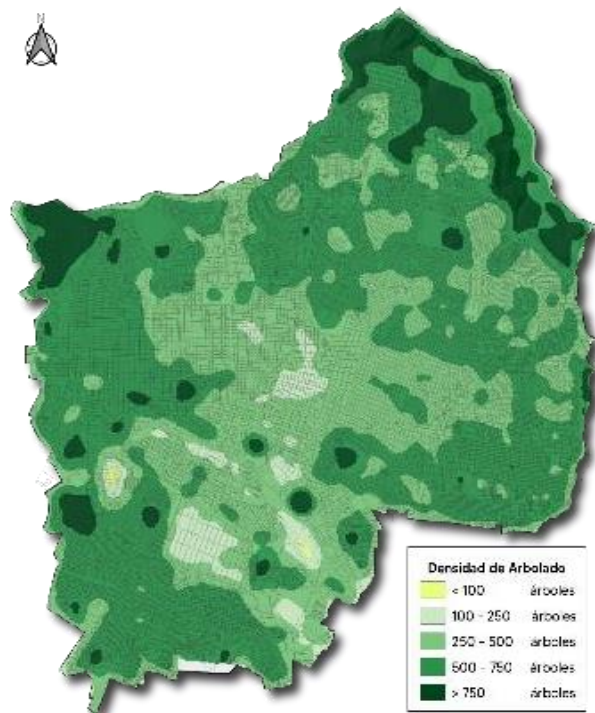 N
Densidad de Arbolado
< 100 árboles
100 - 250 árboles
250 - 500 árboles
500 - 750 árboles
> 750 árboles